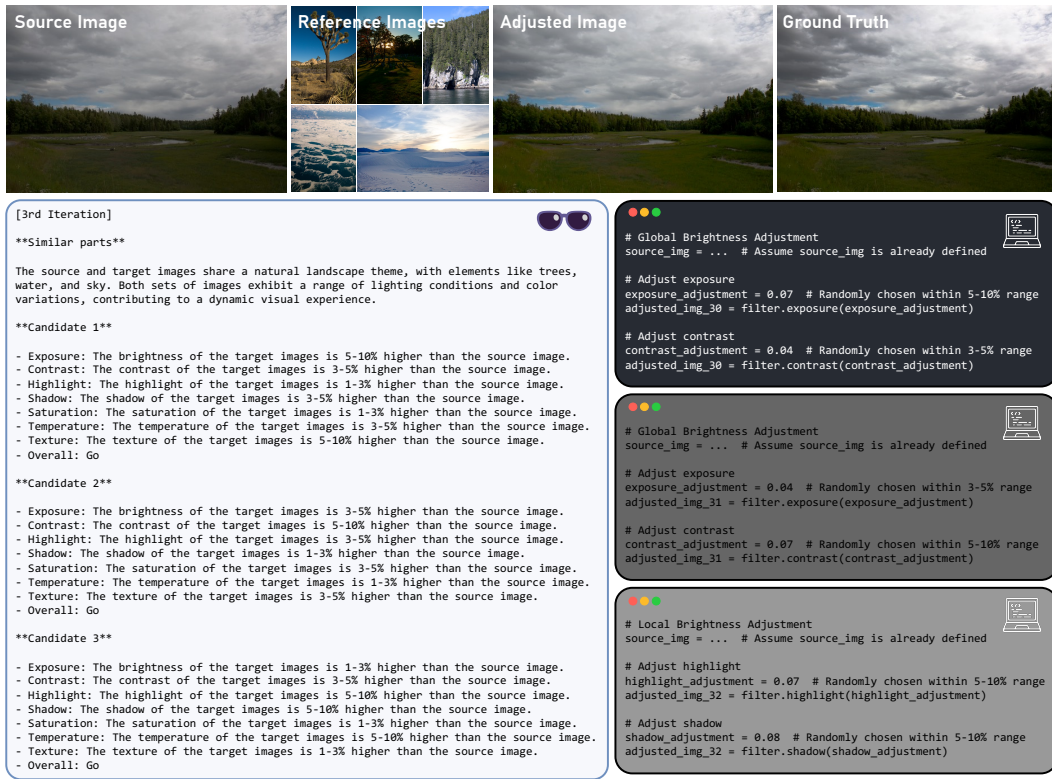 Source Image
Reference Images
Adjusted Image
Ground Truth
[3rd Iteration]
**Similar parts**
The source and target images share a natural landscape theme, with elements like trees,
water, and sky. Both sets of images exhibit a range of lighting conditions and color
variations, contributing to a dynamic visual experience.
**Candidate 1**
- Exposure: The brightness of the target images is 5-10% higher than the source image.
- Contrast: The contrast of the target images is 3-5% higher than the source image.
- Highlight: The highlight of the target images is 1-3% higher than the source image.
- Shadow: The shadow of the target images is 3-5% higher than the source image.
- Saturation: The saturation of the target images is 1-3% higher than the source image.
- Temperature: The temperature of the target images is 3-5% higher than the source image.
- Texture: The texture of the target images is 5-10% higher than the source image.
- Overall: Go
**Candidate 2**
- Exposure: The brightness of the target images is 3-5% higher than the source image.
- Contrast: The contrast of the target images is 5-10% higher than the source image.
- Highlight: The highlight of the target images is 3-5% higher than the source image.
- Shadow: The shadow of the target images is 1-3% higher than the source image.
- Saturation: The saturation of the target images is 3-5% higher than the source image.
- Temperature: The temperature of the target images is 1-3% higher than the source image.
- Texture: The texture of the target images is 3-5% higher than the source image.
- Overall: Go
**Candidate 3**
- Exposure: The brightness of the target images is 1-3% higher than the source image.
- Contrast: The contrast of the target images is 3-5% higher than the source image.
- Highlight: The highlight of the target images is 5-10% higher than the source image.
- Shadow: The shadow of the target images is 5-10% higher than the source image.
- Saturation: The saturation of the target images is 1-3% higher than the source image.
- Temperature: The temperature of the target images is 5-10% higher than the source image.
- Texture: The texture of the target images is 1-3% higher than the source image.
- Overall: Go
# Global Brightness Adjustment
source_img = ...  # Assume source_img is already defined
# Adjust exposure
exposure_adjustment = 0.07  # Randomly chosen within 5-10% range
adjusted_img_30 = filter.exposure(exposure_adjustment)
# Adjust contrast
contrast_adjustment = 0.04  # Randomly chosen within 3-5% range
adjusted_img_30 = filter.contrast(contrast_adjustment)
# Global Brightness Adjustment
source_img = ...  # Assume source_img is already defined
# Adjust exposure
exposure_adjustment = 0.04  # Randomly chosen within 3-5% range
adjusted_img_31 = filter.exposure(exposure_adjustment)
# Adjust contrast
contrast_adjustment = 0.07  # Randomly chosen within 5-10% range
adjusted_img_31 = filter.contrast(contrast_adjustment)
# Local Brightness Adjustment
source_img = ...  # Assume source_img is already defined
# Adjust highlight
highlight_adjustment = 0.07  # Randomly chosen within 5-10% range
adjusted_img_32 = filter.highlight(highlight_adjustment)
# Adjust shadow
shadow_adjustment = 0.08  # Randomly chosen within 5-10% range
adjusted_img_32 = filter.shadow(shadow_adjustment)